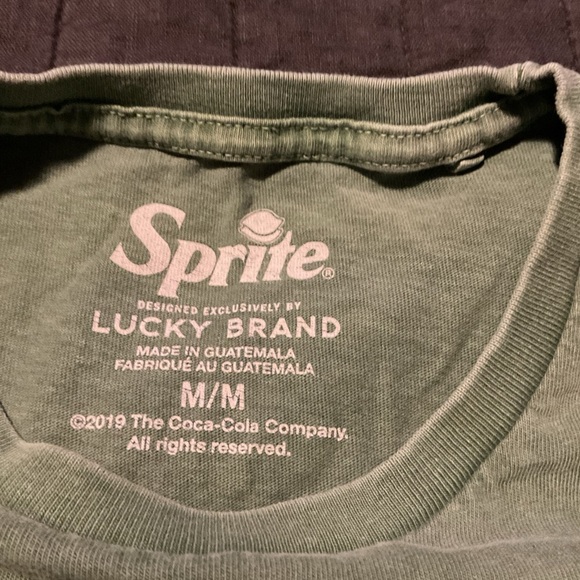 Sprite®
DESIGNED EXCLUSIVELY BY
LUCKY BRAND
MADE IN GUATEMALA
FABRIQUÉ AU GUATEMALA
M/M
©2019 The Coca-Cola Company.
All rights reserved.